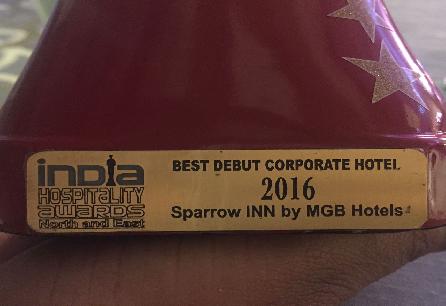 india
HOSPITALITY
awards
North and East
BEST DEBUT CORPORATE HOTEL
2016
Sparrow INN by MGB Hotels